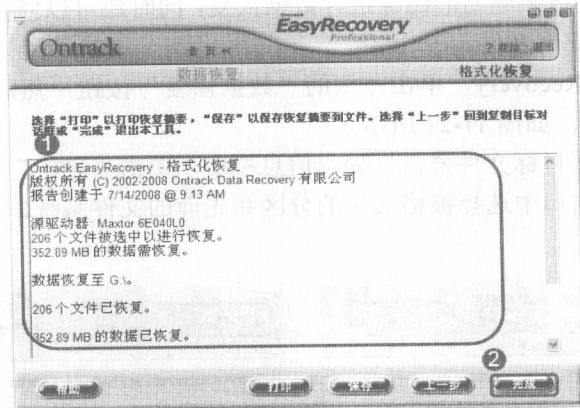 Ontrack
EasyRecovery
Professional
Ontrack
主页
退出
数据恢复
格式化恢复
选择“打印”以打印恢复摘要，“保存”以保存恢复摘要到文件。选择“上一步”回到复制目标对
话框或“完成”退出本工具。
1
Ontrack EasyRecovery - 格式化恢复
版权所有 (C) 2002-2008 Ontrack Data Recovery 有限公司
报告创建于 7/14/2008 @ 9:13 AM
源驱动器: Maxtor 6E040L0
206 个文件被选中以进行恢复。
352.89 MB 的数据需恢复。
数据恢复至 G:\。
206 个文件已恢复。
352.89 MB 的数据已恢复。
2
帮助
打印
保存
上一步
完成